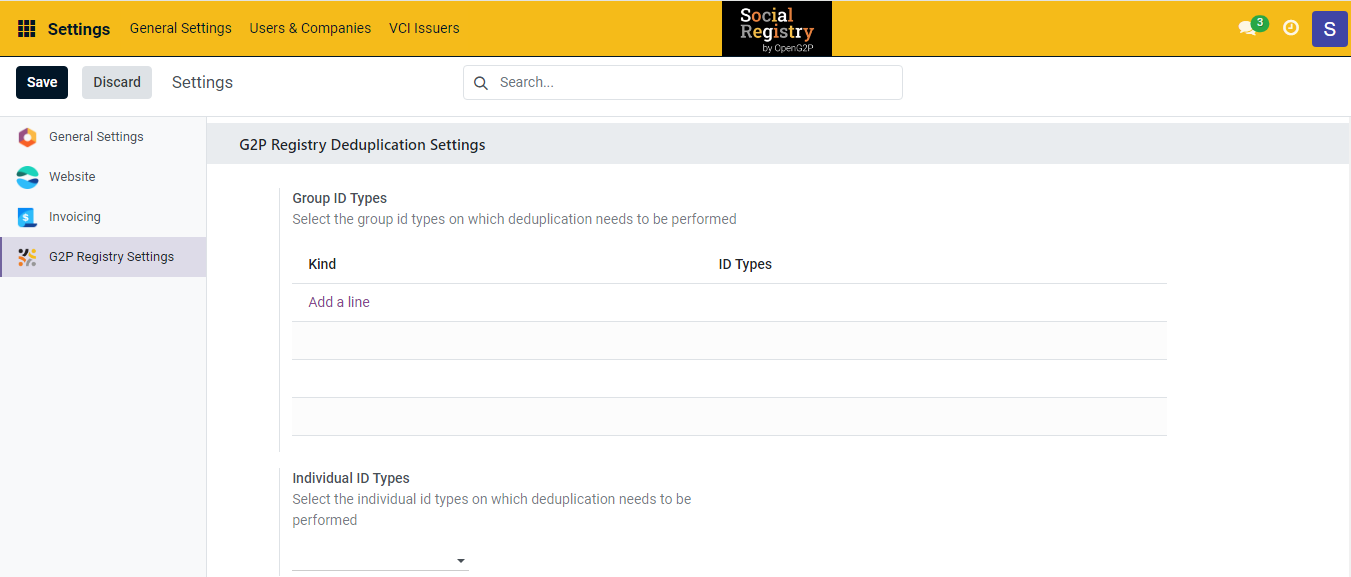 Settings General Settings Users & Companies VCI Issuers
Social
Registry
by OpenG2P
3
S
Save Discard Settings
Search...
General Settings
Website
$ Invoicing
G2P Registry Settings
G2P Registry Deduplication Settings
Group ID Types
Select the group id types on which deduplication needs to be performed
Kind ID Types
Add a line
Individual ID Types
Select the individual id types on which deduplication needs to be
performed